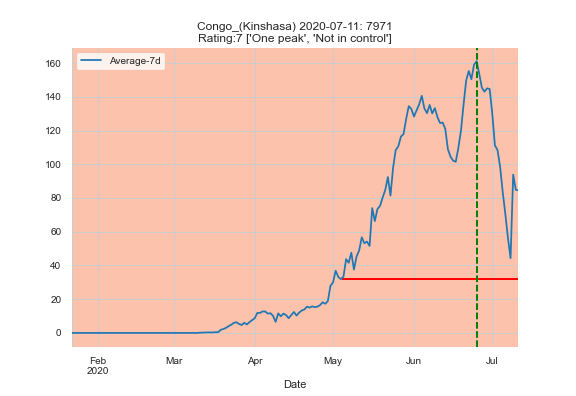 Congo_(Kinshasa) 2020-07-11: 7971
Rating:7 ['One peak', 'Not in control']
Average-7d
160
140
120
100
80
60
40
20
0
Feb
2020
Mar
Apr
May
Jun
Jul
Date